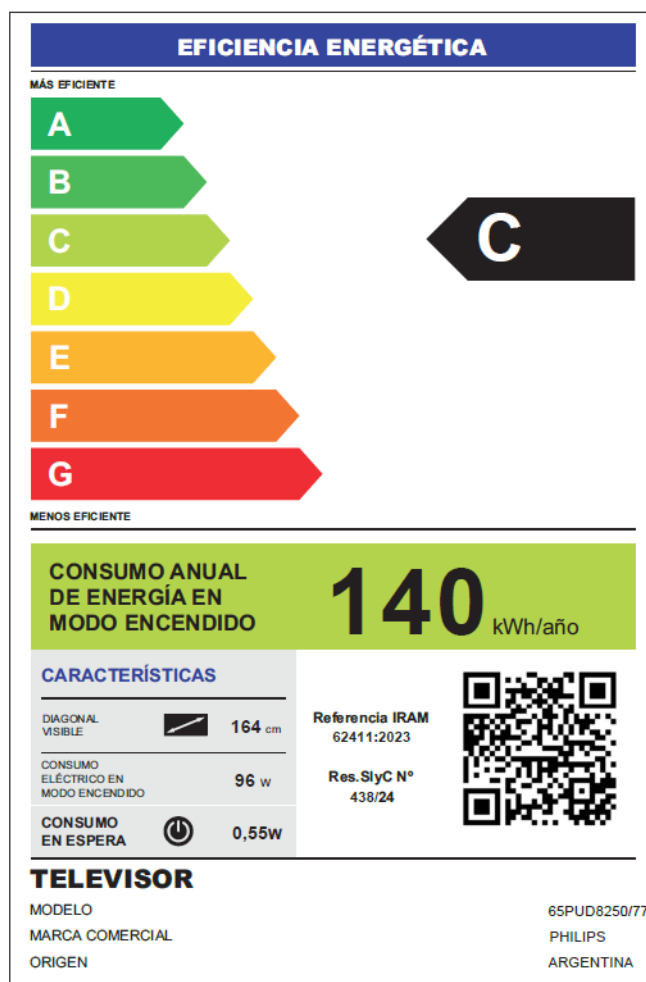 EFICIENCIA ENERGÉTICA
MÁS EFICIENTE
A
B
C
C
D
E
F
G
MENOS EFICIENTE
CONSUMO ANUAL
DE ENERGÍA EN
MODO ENCENDIDO
140 kWh/año
CARACTERÍSTICAS
DIAGONAL
VISIBLE
164 cm
CONSUMO
ELÉCTRICO EN
MODO ENCENDIDO
96 W
CONSUMO
EN ESPERA
0,55W
Referencia IRAM
62411:2023
Res.SIyC Nº
438/24
TELEVISOR
MODELO 65PUD8250/77
MARCA COMERCIAL PHILIPS
ORIGEN ARGENTINA